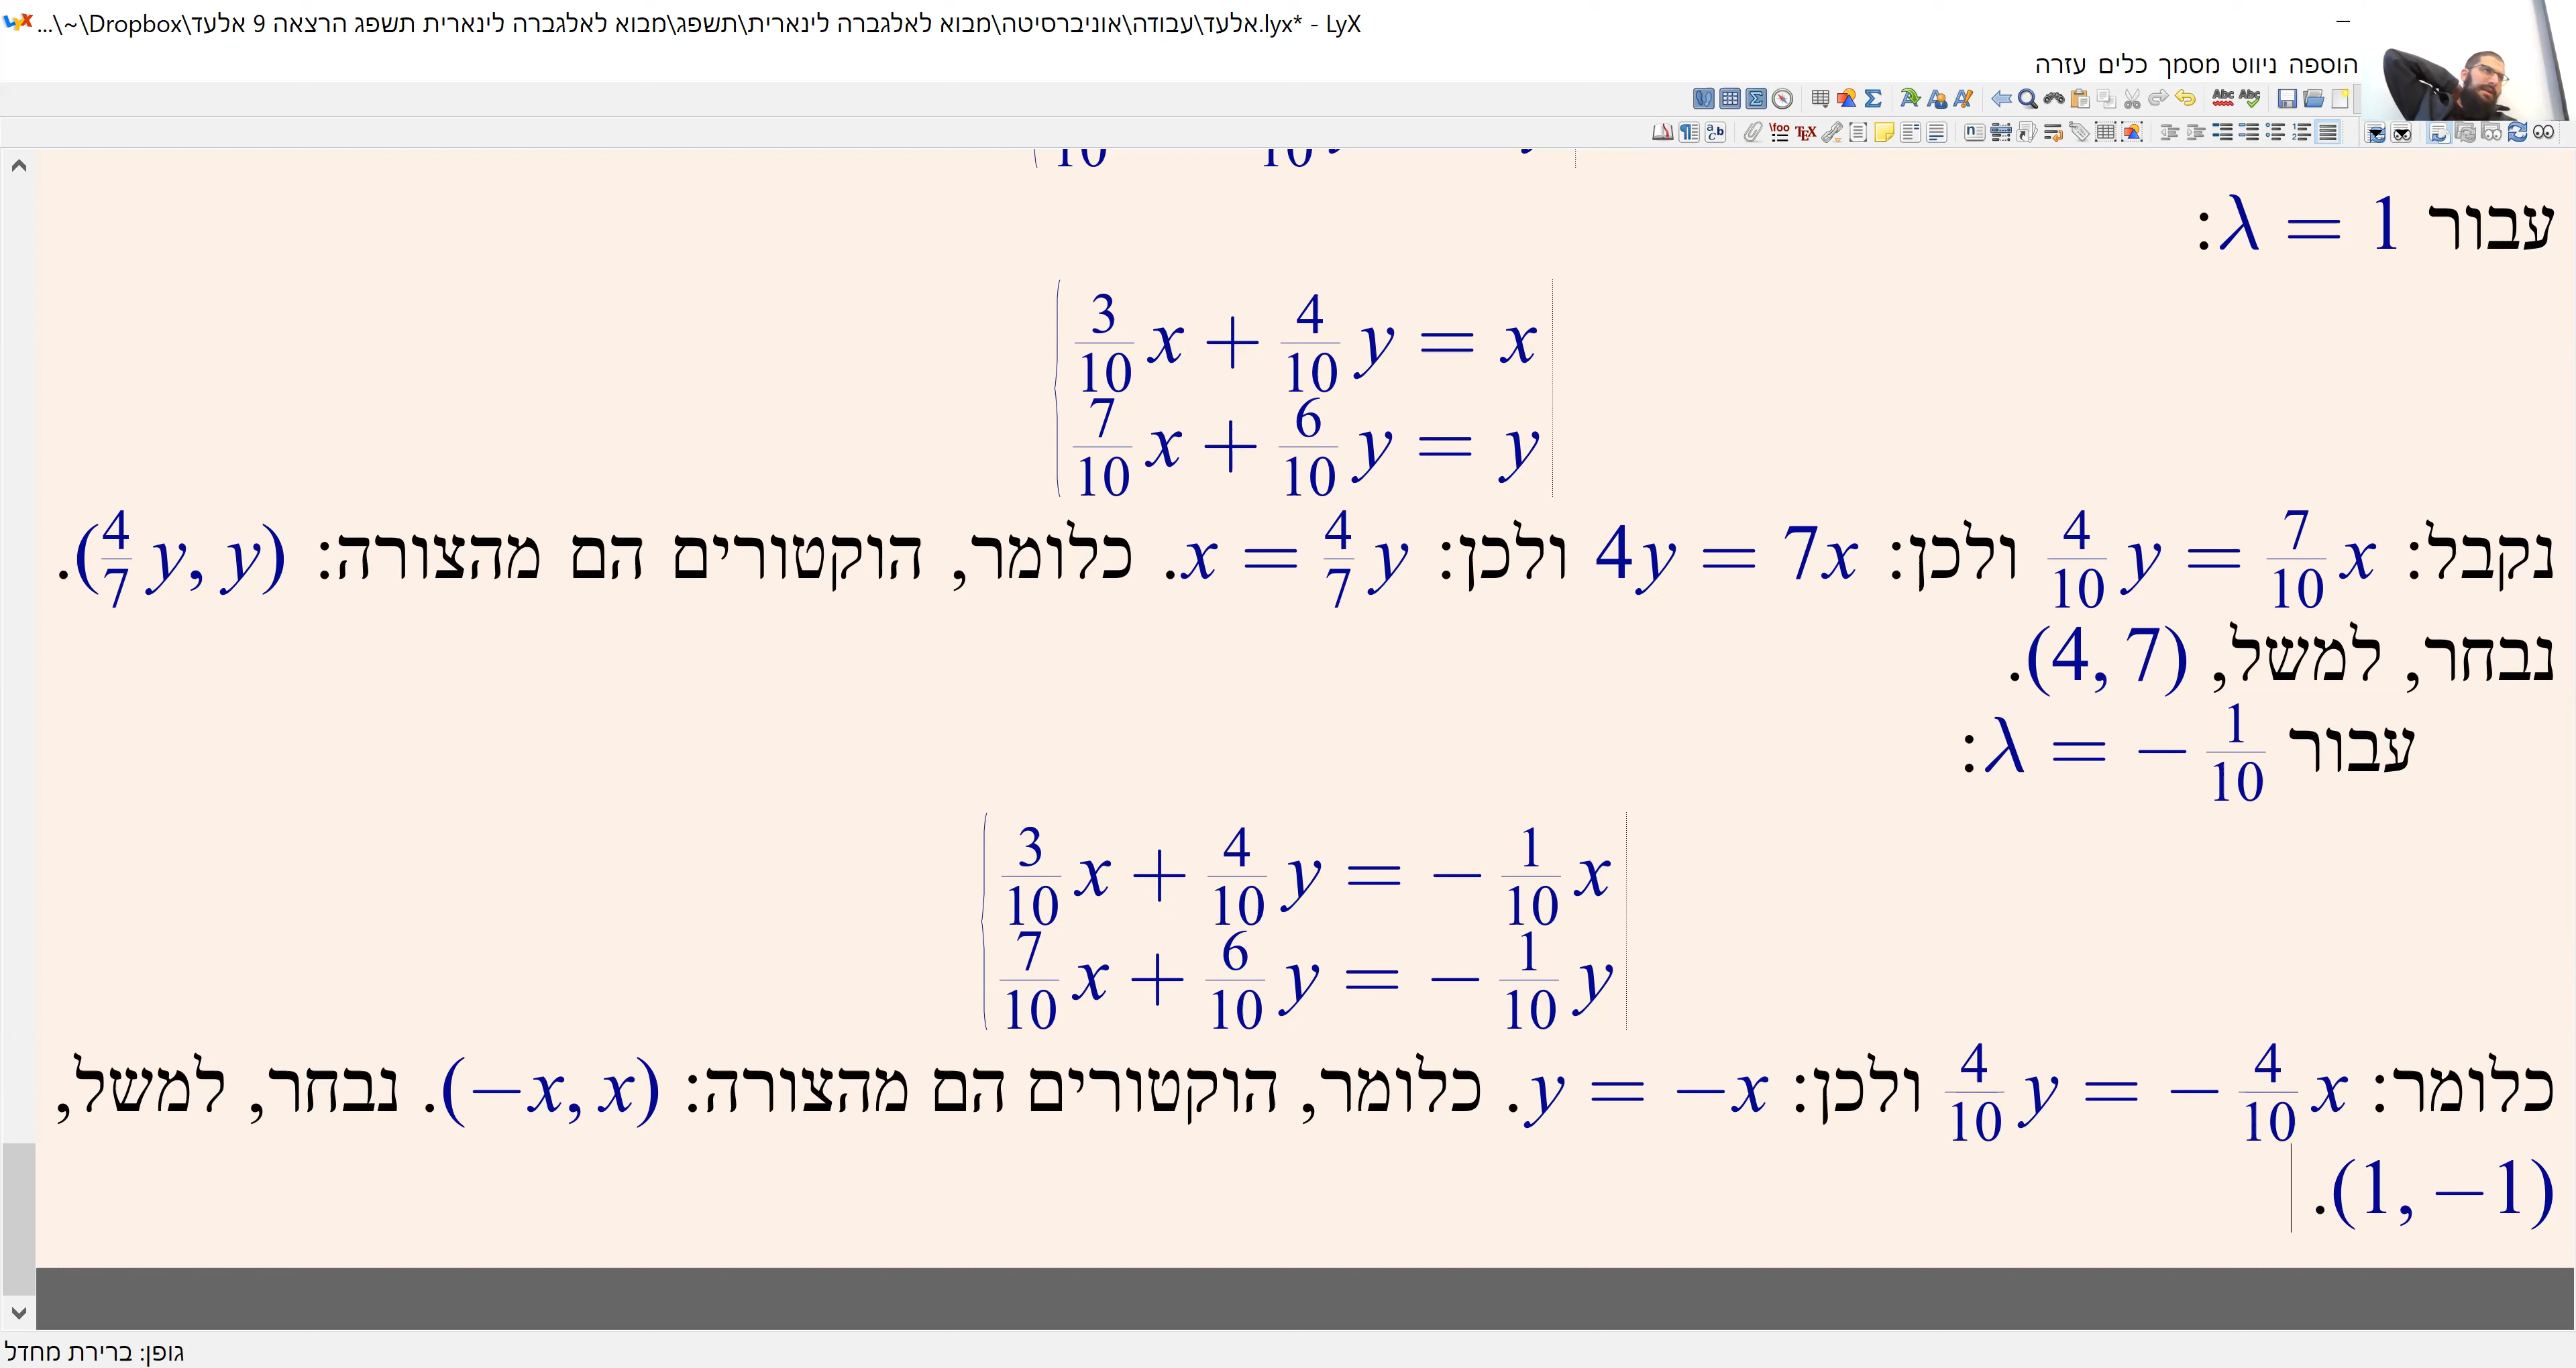 ...\~\Dropbox\אלעד\עבודה\אוניברסיטה\מבוא לאלגברה לינארית\תשפג\מבוא לאלגברה לינארית תשפג הרצאה 9 אלעד.lyx* - LyX
הוספה ניווט מסמך כלים עזרה
עבור λ = 1:
3/10 x + 4/10 y = x
7/10 x + 6/10 y = y
נקבל: 4/10 y = 7/10 x ולכן: 4y = 7x ולכן: x = 4/7 y. כלומר, הוקטורים הם מהצורה: (4/7 y, y).
נבחר, למשל, (4, 7).
עבור λ = −1/10:
3/10 x + 4/10 y = −1/10 x
7/10 x + 6/10 y = −1/10 y
כלומר: 4/10 y = −4/10 x ולכן: y = −x. כלומר, הוקטורים הם מהצורה: (−x, x). נבחר, למשל,
(1, −1).
גופן: ברירת מחדל